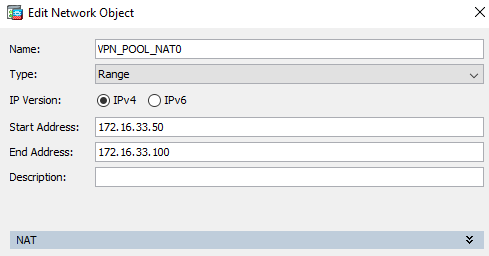 Edit Network Object
Name: VPN_POOL_NAT0
Type: Range
IP Version: IPv4 IPv6
Start Address: 172.16.33.50
End Address: 172.16.33.100
Description:
NAT